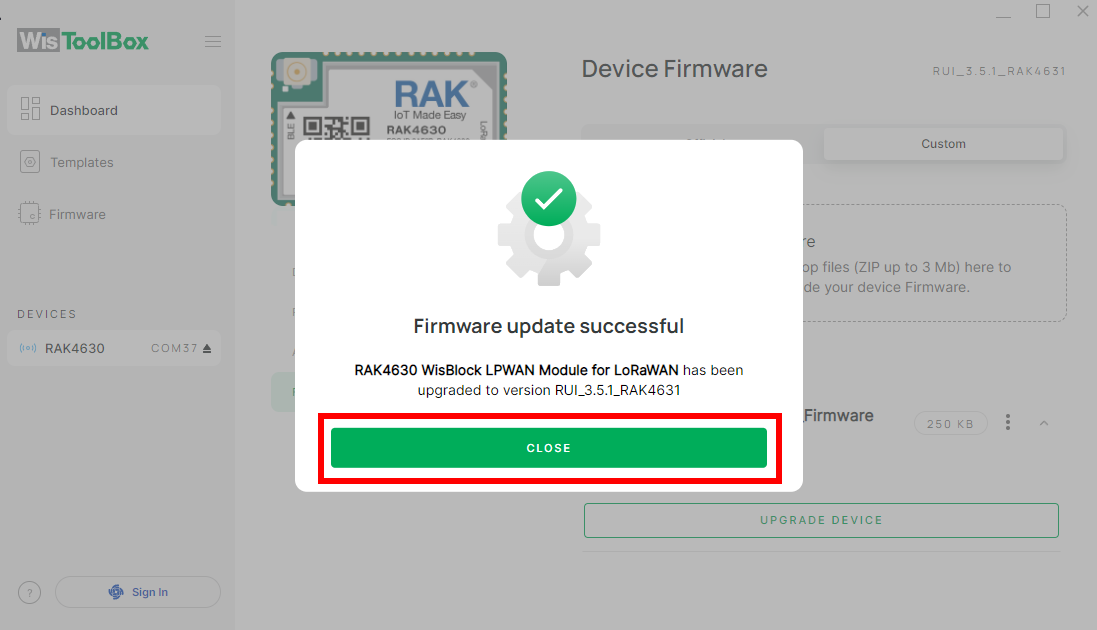 WisToolBox
Dashboard
Templates
Firmware
DEVICES
RAK4630 COM37
?
Sign In
RAK®
IoT Made Easy
RAK4630
BLE
Device Firmware
RUI_3.5.1_RAK4631
Custom
op files (ZIP up to 3 Mb) here to
de your device Firmware.
_Firmware
250 KB
UPGRADE DEVICE
Firmware update successful
RAK4630 WisBlock LPWAN Module for LoRaWAN has been
upgraded to version RUI_3.5.1_RAK4631
CLOSE